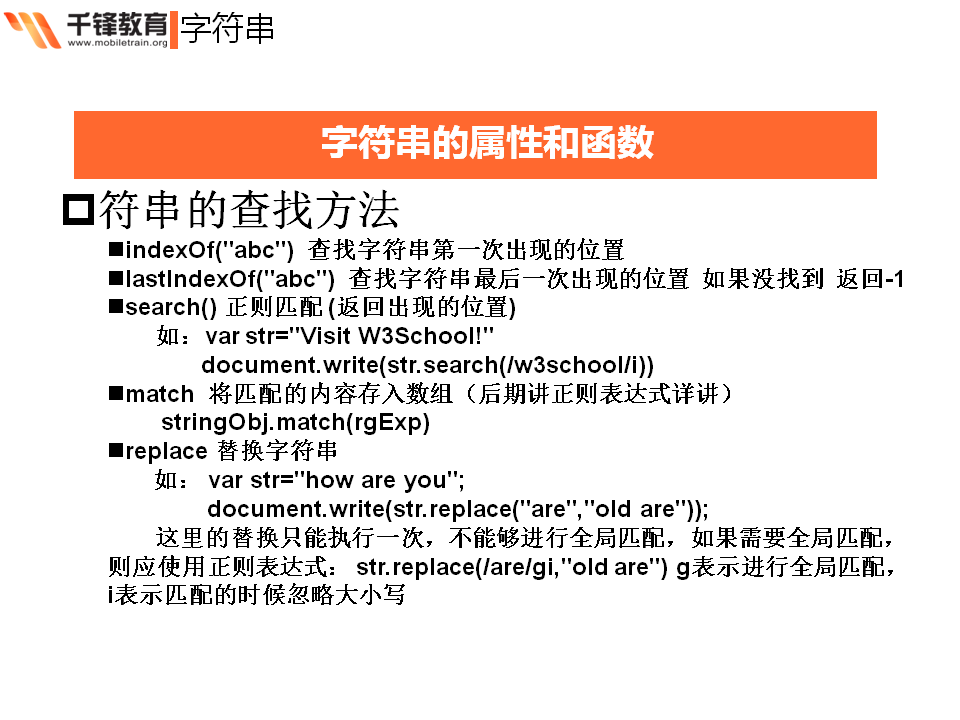 千锋教育 字符串
www.mobiletrain.org
字符串的属性和函数
符串的查找方法
indexOf("abc") 查找字符串第一次出现的位置
lastIndexOf("abc") 查找字符串最后一次出现的位置 如果没找到 返回-1
search() 正则匹配 (返回出现的位置)
如：var str="Visit W3School!"
document.write(str.search(/w3school/i))
match 将匹配的内容存入数组（后期讲正则表达式详讲）
stringObj.match(rgExp)
replace 替换字符串
如： var str="how are you";
document.write(str.replace("are","old are"));
这里的替换只能执行一次，不能够进行全局匹配，如果需要全局匹配，
则应使用正则表达式： str.replace(/are/gi,"old are") g表示进行全局匹配，
i表示匹配的时候忽略大小写